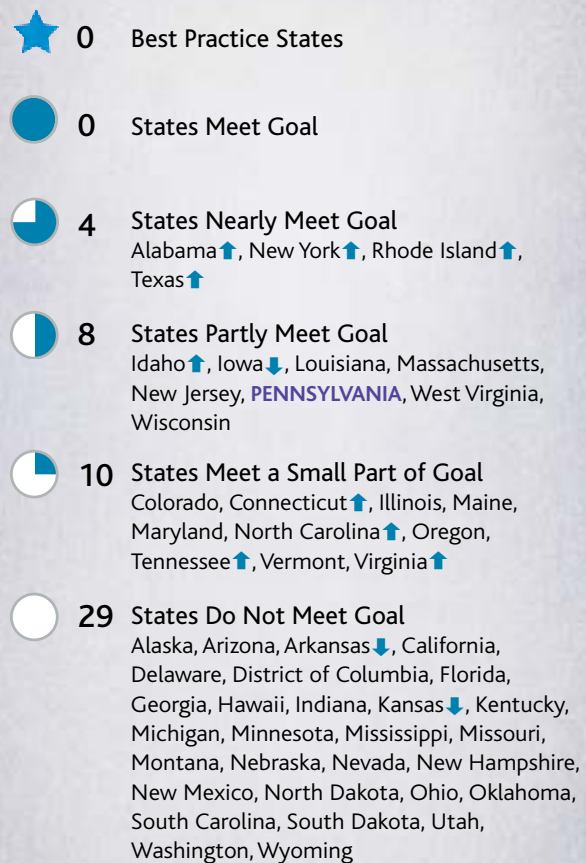 0 Best Practice States
0 States Meet Goal
4 States Nearly Meet Goal
Alabama⬆, New York⬆, Rhode Island⬆,
Texas⬆
8 States Partly Meet Goal
Idaho⬆, Iowa⬇, Louisiana, Massachusetts,
New Jersey, PENNSYLVANIA, West Virginia,
Wisconsin
10 States Meet a Small Part of Goal
Colorado, Connecticut⬆, Illinois, Maine,
Maryland, North Carolina⬆, Oregon,
Tennessee⬆, Vermont, Virginia⬆
29 States Do Not Meet Goal
Alaska, Arizona, Arkansas⬇, California,
Delaware, District of Columbia, Florida,
Georgia, Hawaii, Indiana, Kansas⬇, Kentucky,
Michigan, Minnesota, Mississippi, Missouri,
Montana, Nebraska, Nevada, New Hampshire,
New Mexico, North Dakota, Ohio, Oklahoma,
South Carolina, South Dakota, Utah,
Washington, Wyoming